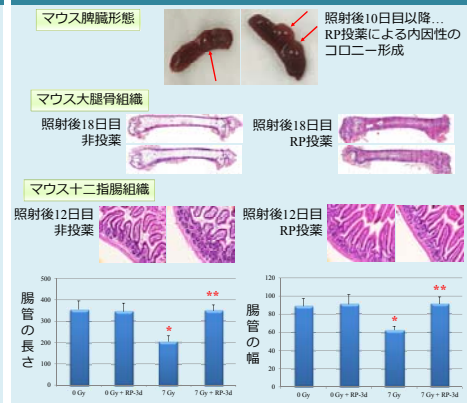 マウス脾臓形態
照射後10日目以降…
RP投薬による内因性の
コロニー形成
マウス大腿骨組織
照射後18日目
非投薬
照射後18日目
RP投薬
マウス十二指腸組織
照射後12日目
非投薬
照射後12日目
RP投薬
腸管の長さ
500
400
300
200
100
0
*
**
0 Gy
0 Gy + RP-3d
7 Gy
7 Gy + RP-3d
腸管の幅
120
100
80
60
40
20
0
*
**
0 Gy
0 Gy + RP-3d
7 Gy
7 Gy + RP-3d